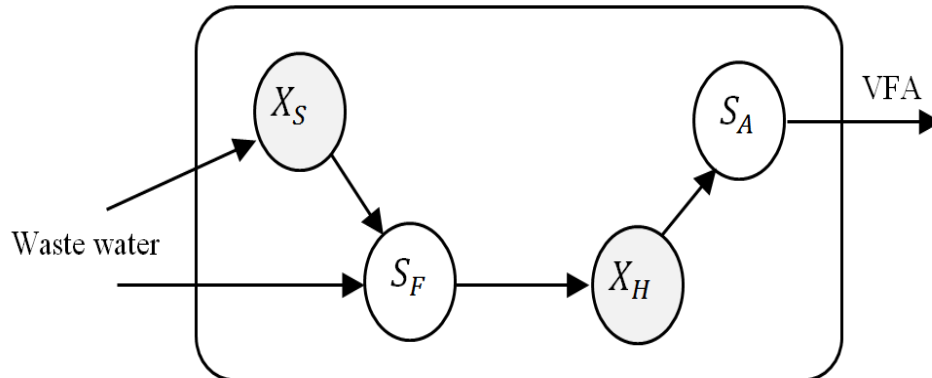 X_S
S_A
VFA
Waste water
S_F
X_H